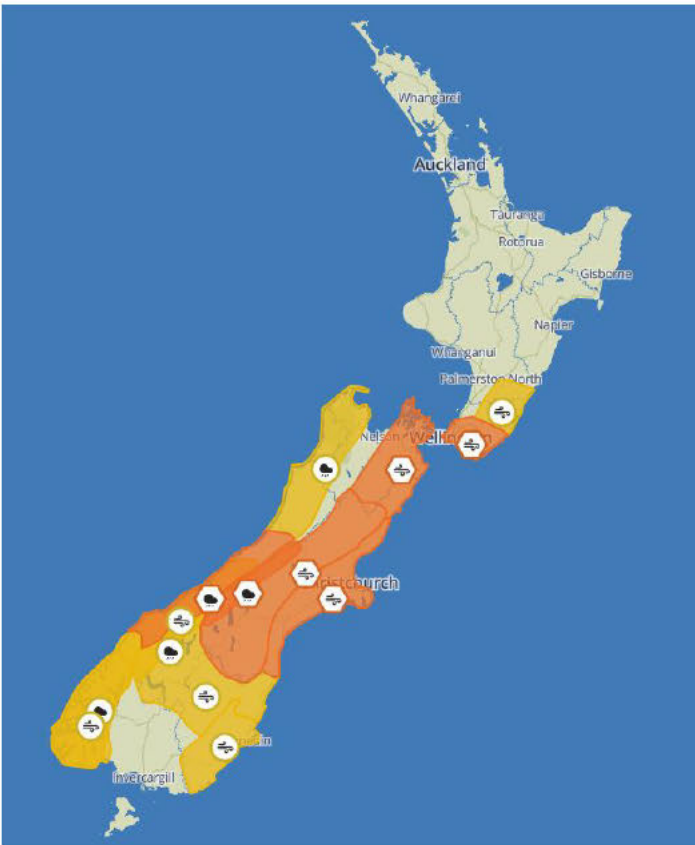 Whangarei
Auckland
Tauranga
Rotorua
Gisborne
Napier
Whanganui
Palmerston North
Nelson
Invercargill